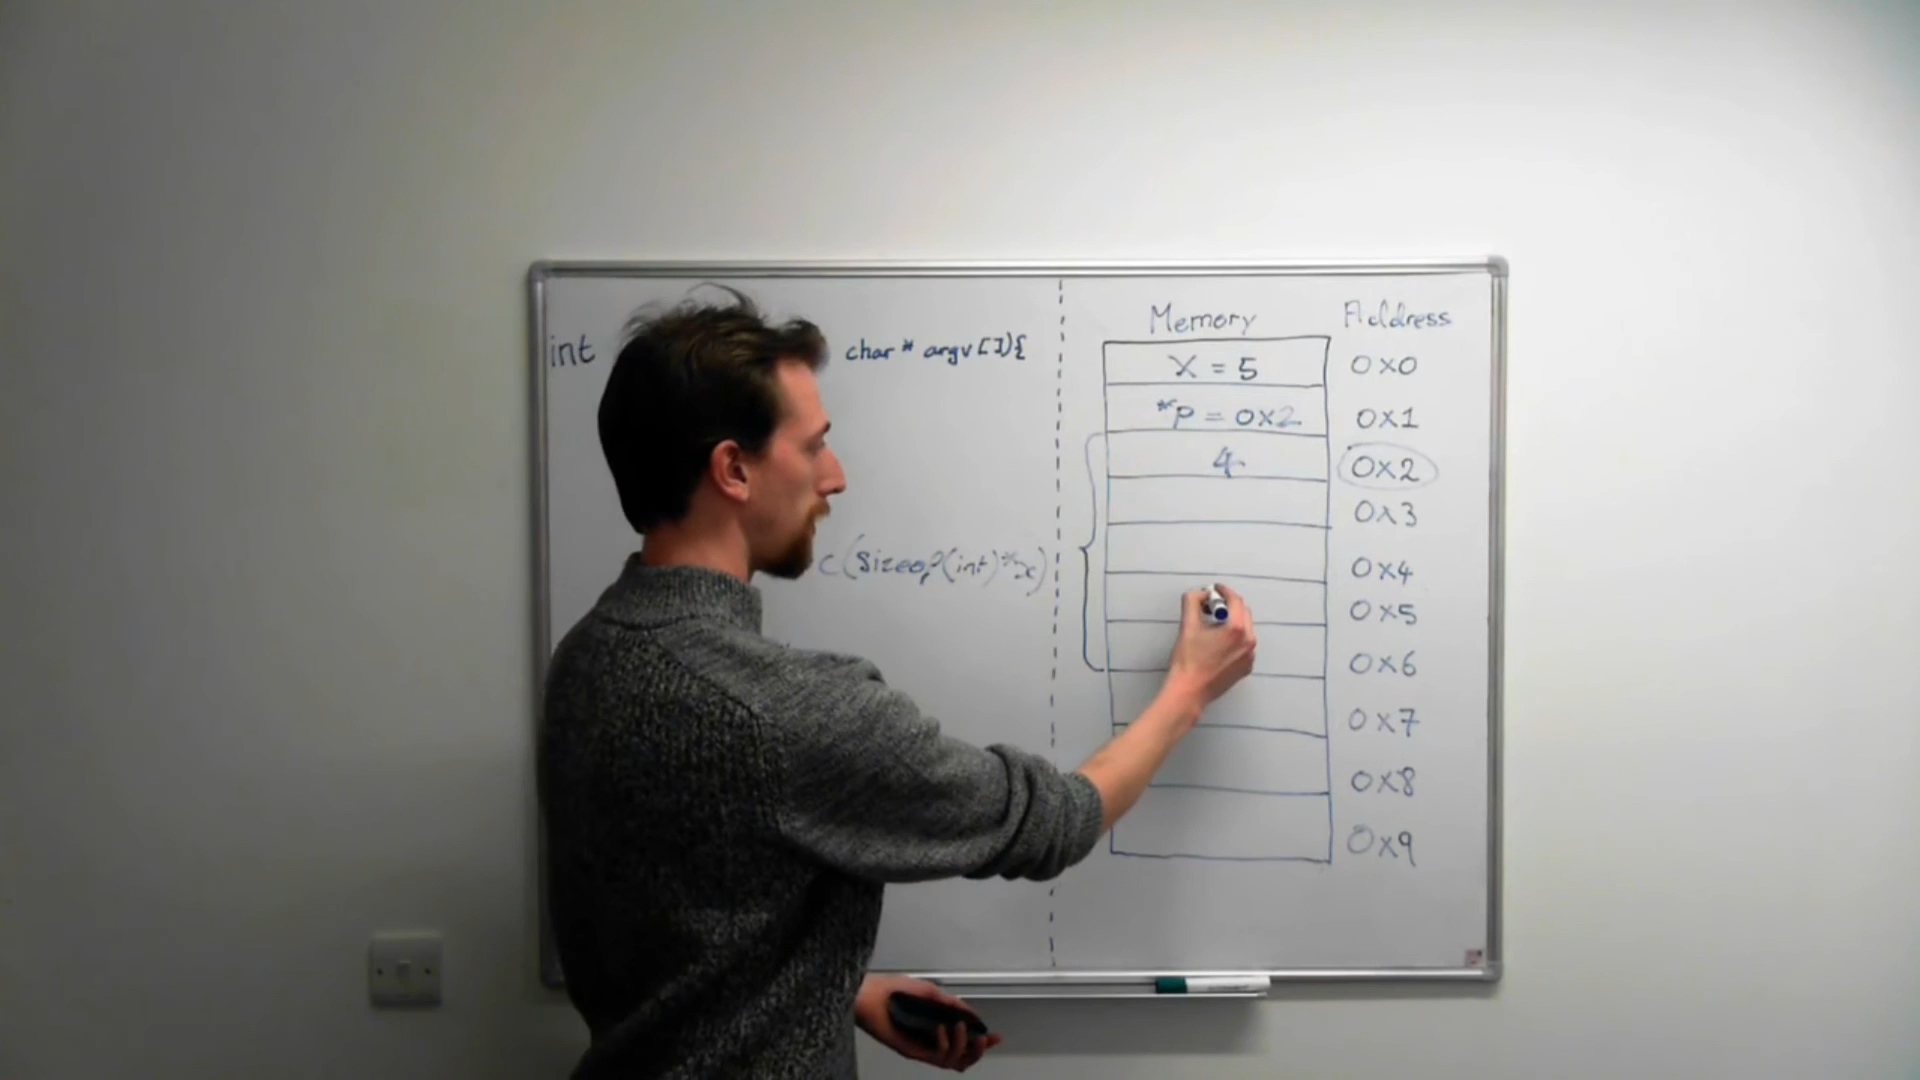 int
char * argv[]){
c(sizeof(int)*x)
Memory Address
x = 5 0x0
*p = 0x2 0x1
4 0x2
0x3
0x4
0x5
0x6
0x7
0x8
0x9